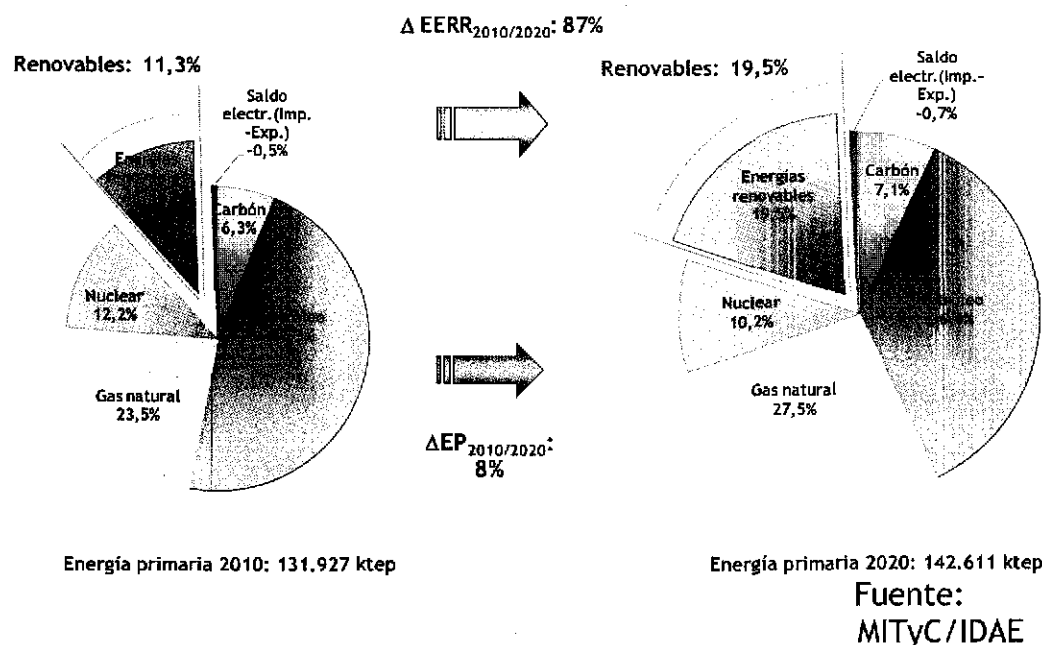 Δ EERR2010/2020: 87%
Renovables: 11,3%
Saldo
electr.(Imp.
-Exp.)
-0,5%
Energías
Carbón
6,3%
Nuclear
12,2%
Gas natural
23,5%
Energía primaria 2010: 131.927 ktep
ΔEP2010/2020:
8%
Renovables: 19,5%
Saldo
electr.(Imp.-
Exp.)
-0,7%
Energías
renovables
19,5%
Carbón
7,1%
Nuclear
10,2%
Gas natural
27,5%
Energía primaria 2020: 142.611 ktep
Fuente:
MITyC/IDAE